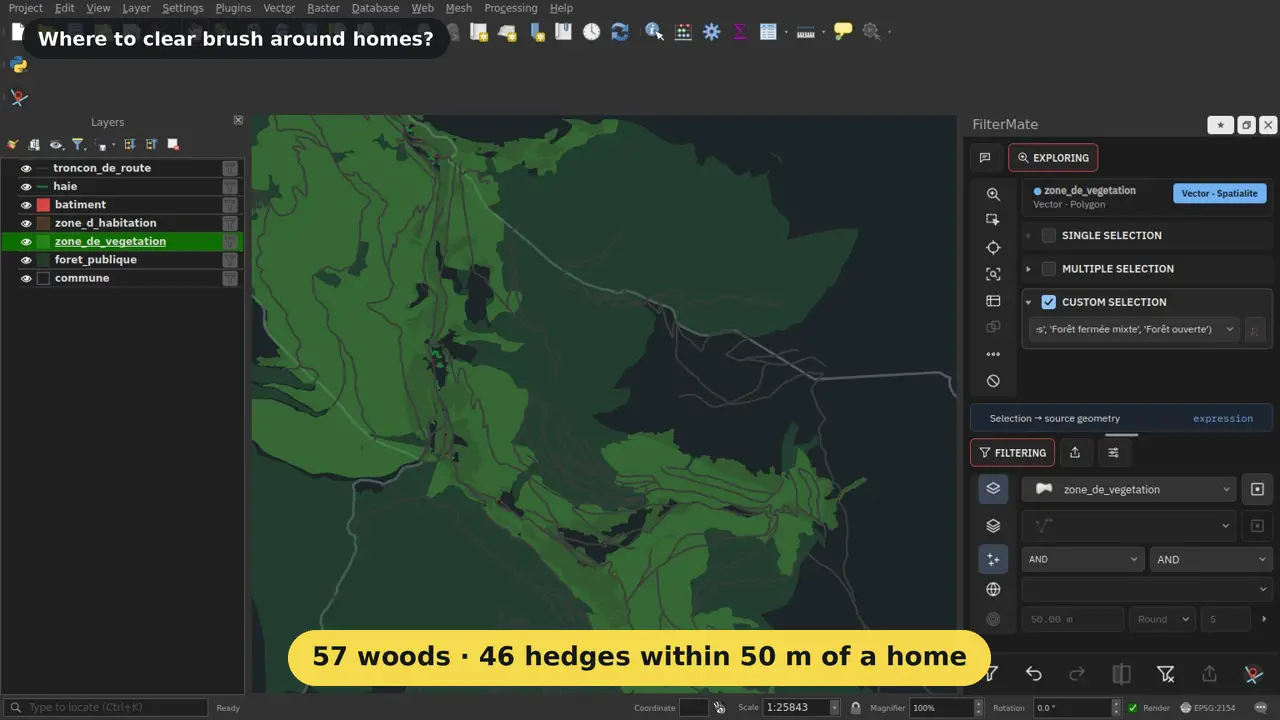 Project Edit View Layer Settings Plugins Vector Raster Database Web Mesh Processing Help
Where to clear brush around homes?
Layers
troncon_de_route
haie
batiment
zone_d_habitation
zone_de_vegetation
foret_publique
commune
FilterMate
EXPLORING
zone_de_vegetation
Vector · Polygon
Vector · Spatialite
SINGLE SELECTION
MULTIPLE SELECTION
CUSTOM SELECTION
s', 'Forêt fermée mixte', 'Forêt ouverte')
Selection → source geometry expression
FILTERING
zone_de_vegetation
AND AND
50.00 m Round 5
57 woods · 46 hedges within 50 m of a home
Type to locate (Ctrl+K) Ready Coordinate Scale 1:25843 Magnifier 100% Rotation 0.0 ° Render EPSG:2154